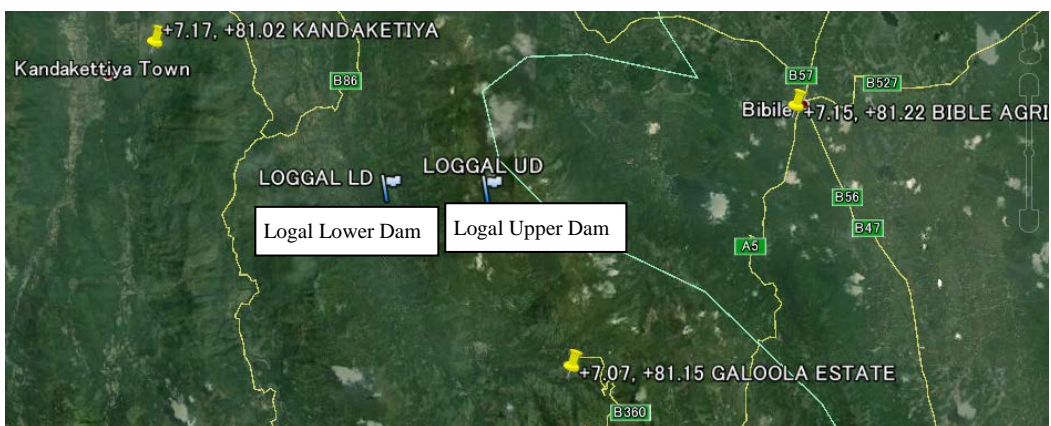 +7.17, +81.02 KANDAKETIYA
Kandakettiya Town
B86
B57
B527
Bibile
+7.15, +81.22 BIBLE AGRI
LOGGAL LD
LOGGAL UD
B56
Logal Lower Dam
Logal Upper Dam
B47
A5
+7.07, +81.15 GALOOLA ESTATE
B360